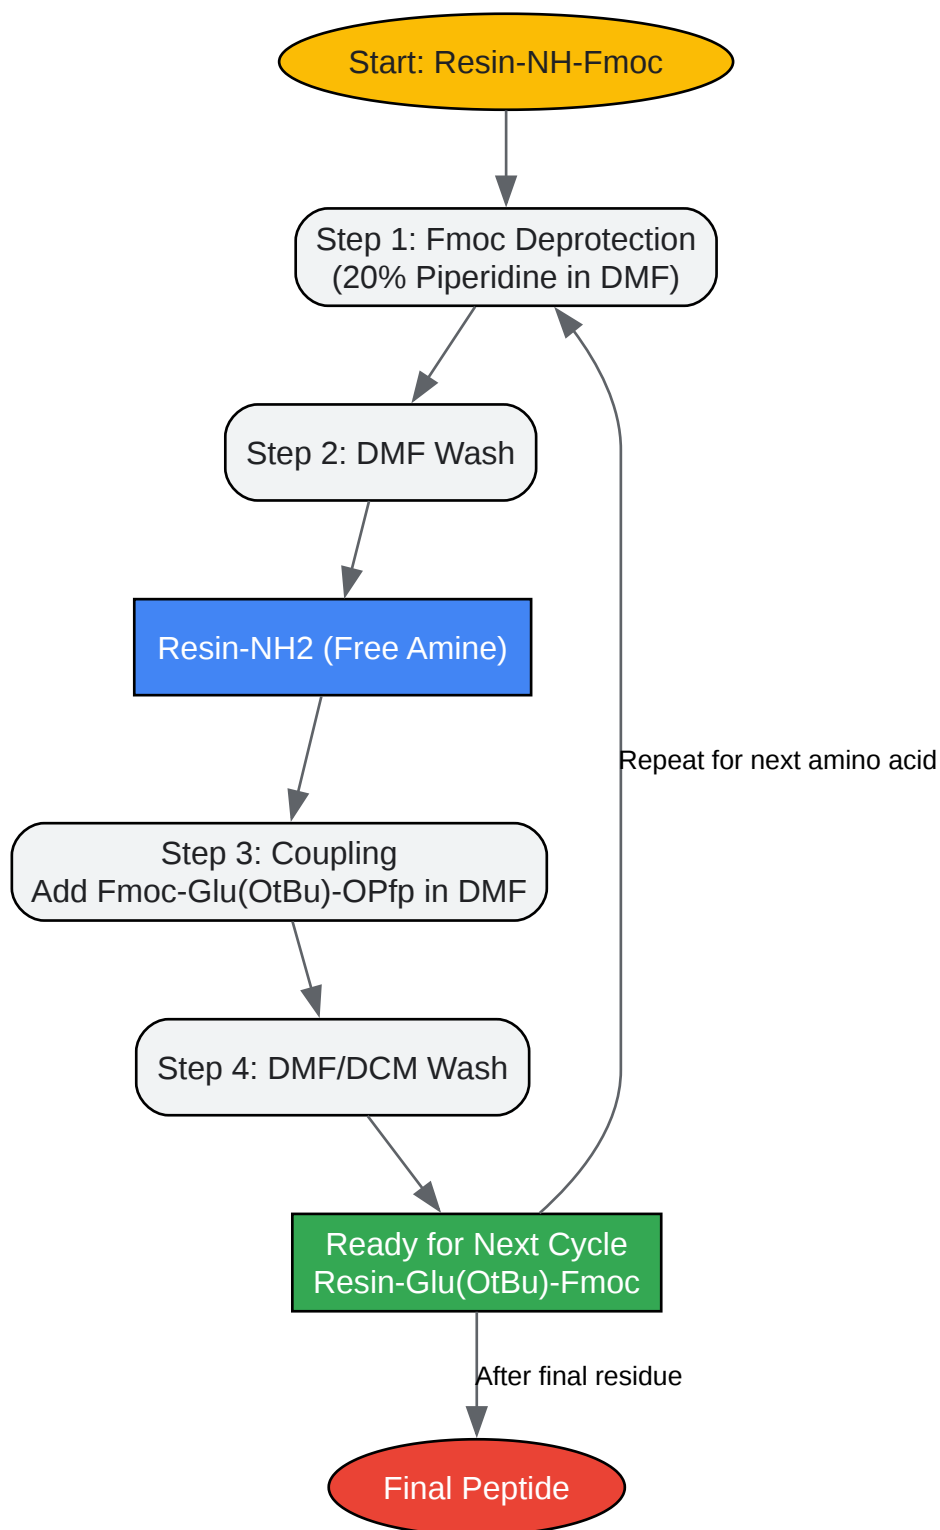 Start: Resin-NH-Fmoc
Step 1: Fmoc Deprotection
(20% Piperidine in DMF)
Step 2: DMF Wash
Resin-NH2 (Free Amine)
Repeat for next amino acid
Step 3: Coupling
Add Fmoc-Glu(OtBu)-OPfp in DMF
Step 4: DMF/DCM Wash
Ready for Next Cycle
Resin-Glu(OtBu)-Fmoc
After final residue
Final Peptide